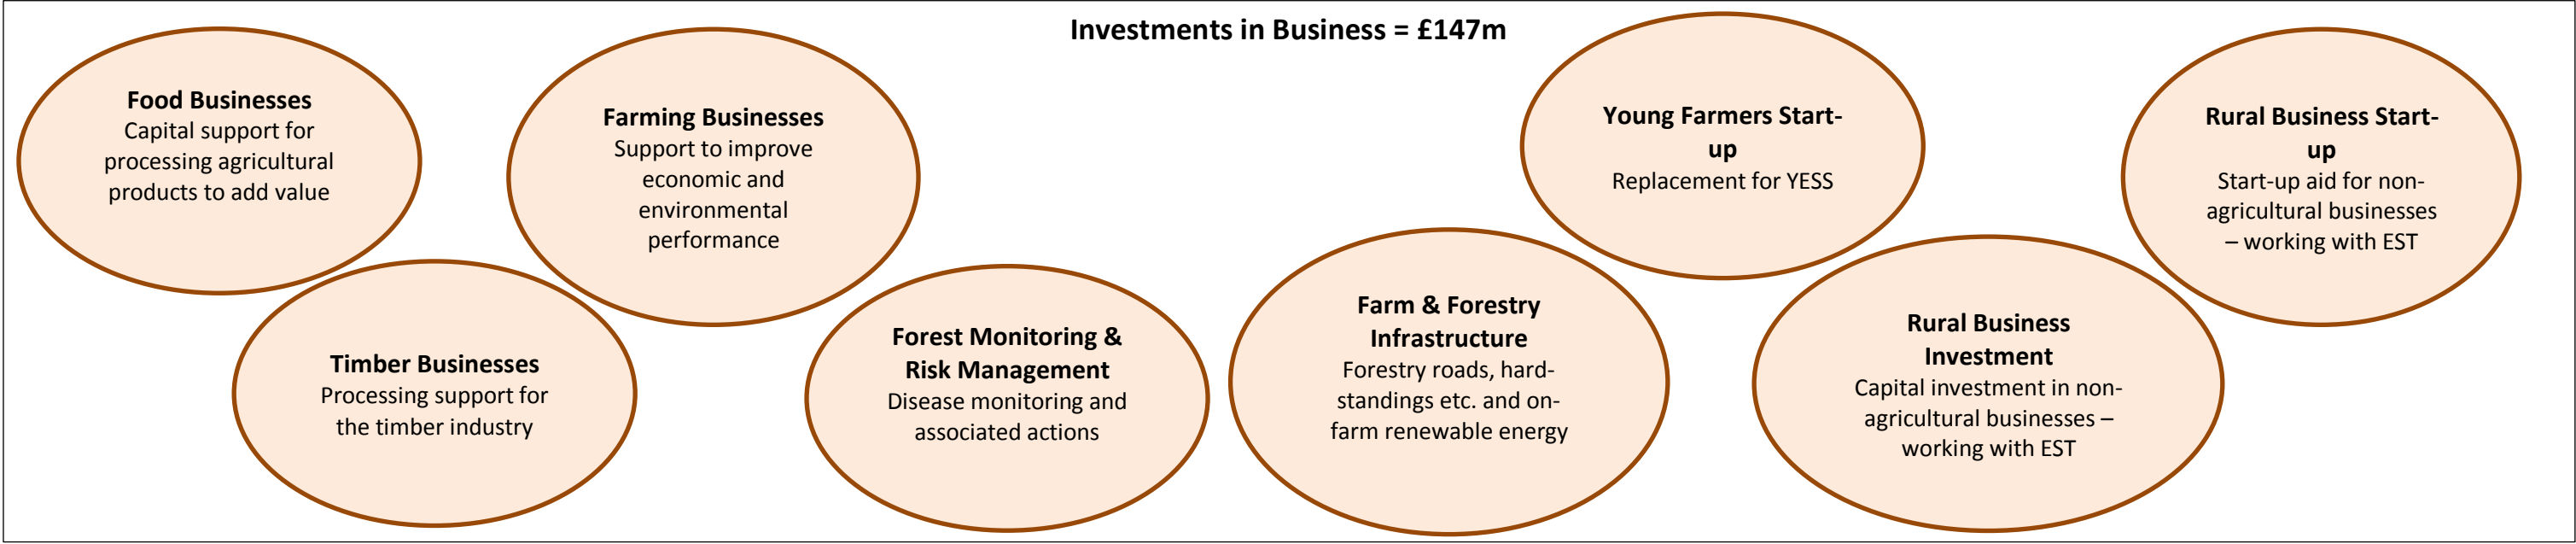 Investments in Business = £147m
Food Businesses
Capital support for
processing agricultural
products to add value
Timber Businesses
Processing support for
the timber industry
Farming Businesses
Support to improve
economic and
environmental
performance
Forest Monitoring &
Risk Management
Disease monitoring and
associated actions
Farm & Forestry
Infrastructure
Forestry roads, hard-
standings etc. and on-
farm renewable energy
Young Farmers Start-
up
Replacement for YESS
Rural Business
Investment
Capital investment in non-
agricultural businesses –
working with EST
Rural Business Start-
up
Start-up aid for non-
agricultural businesses
– working with EST